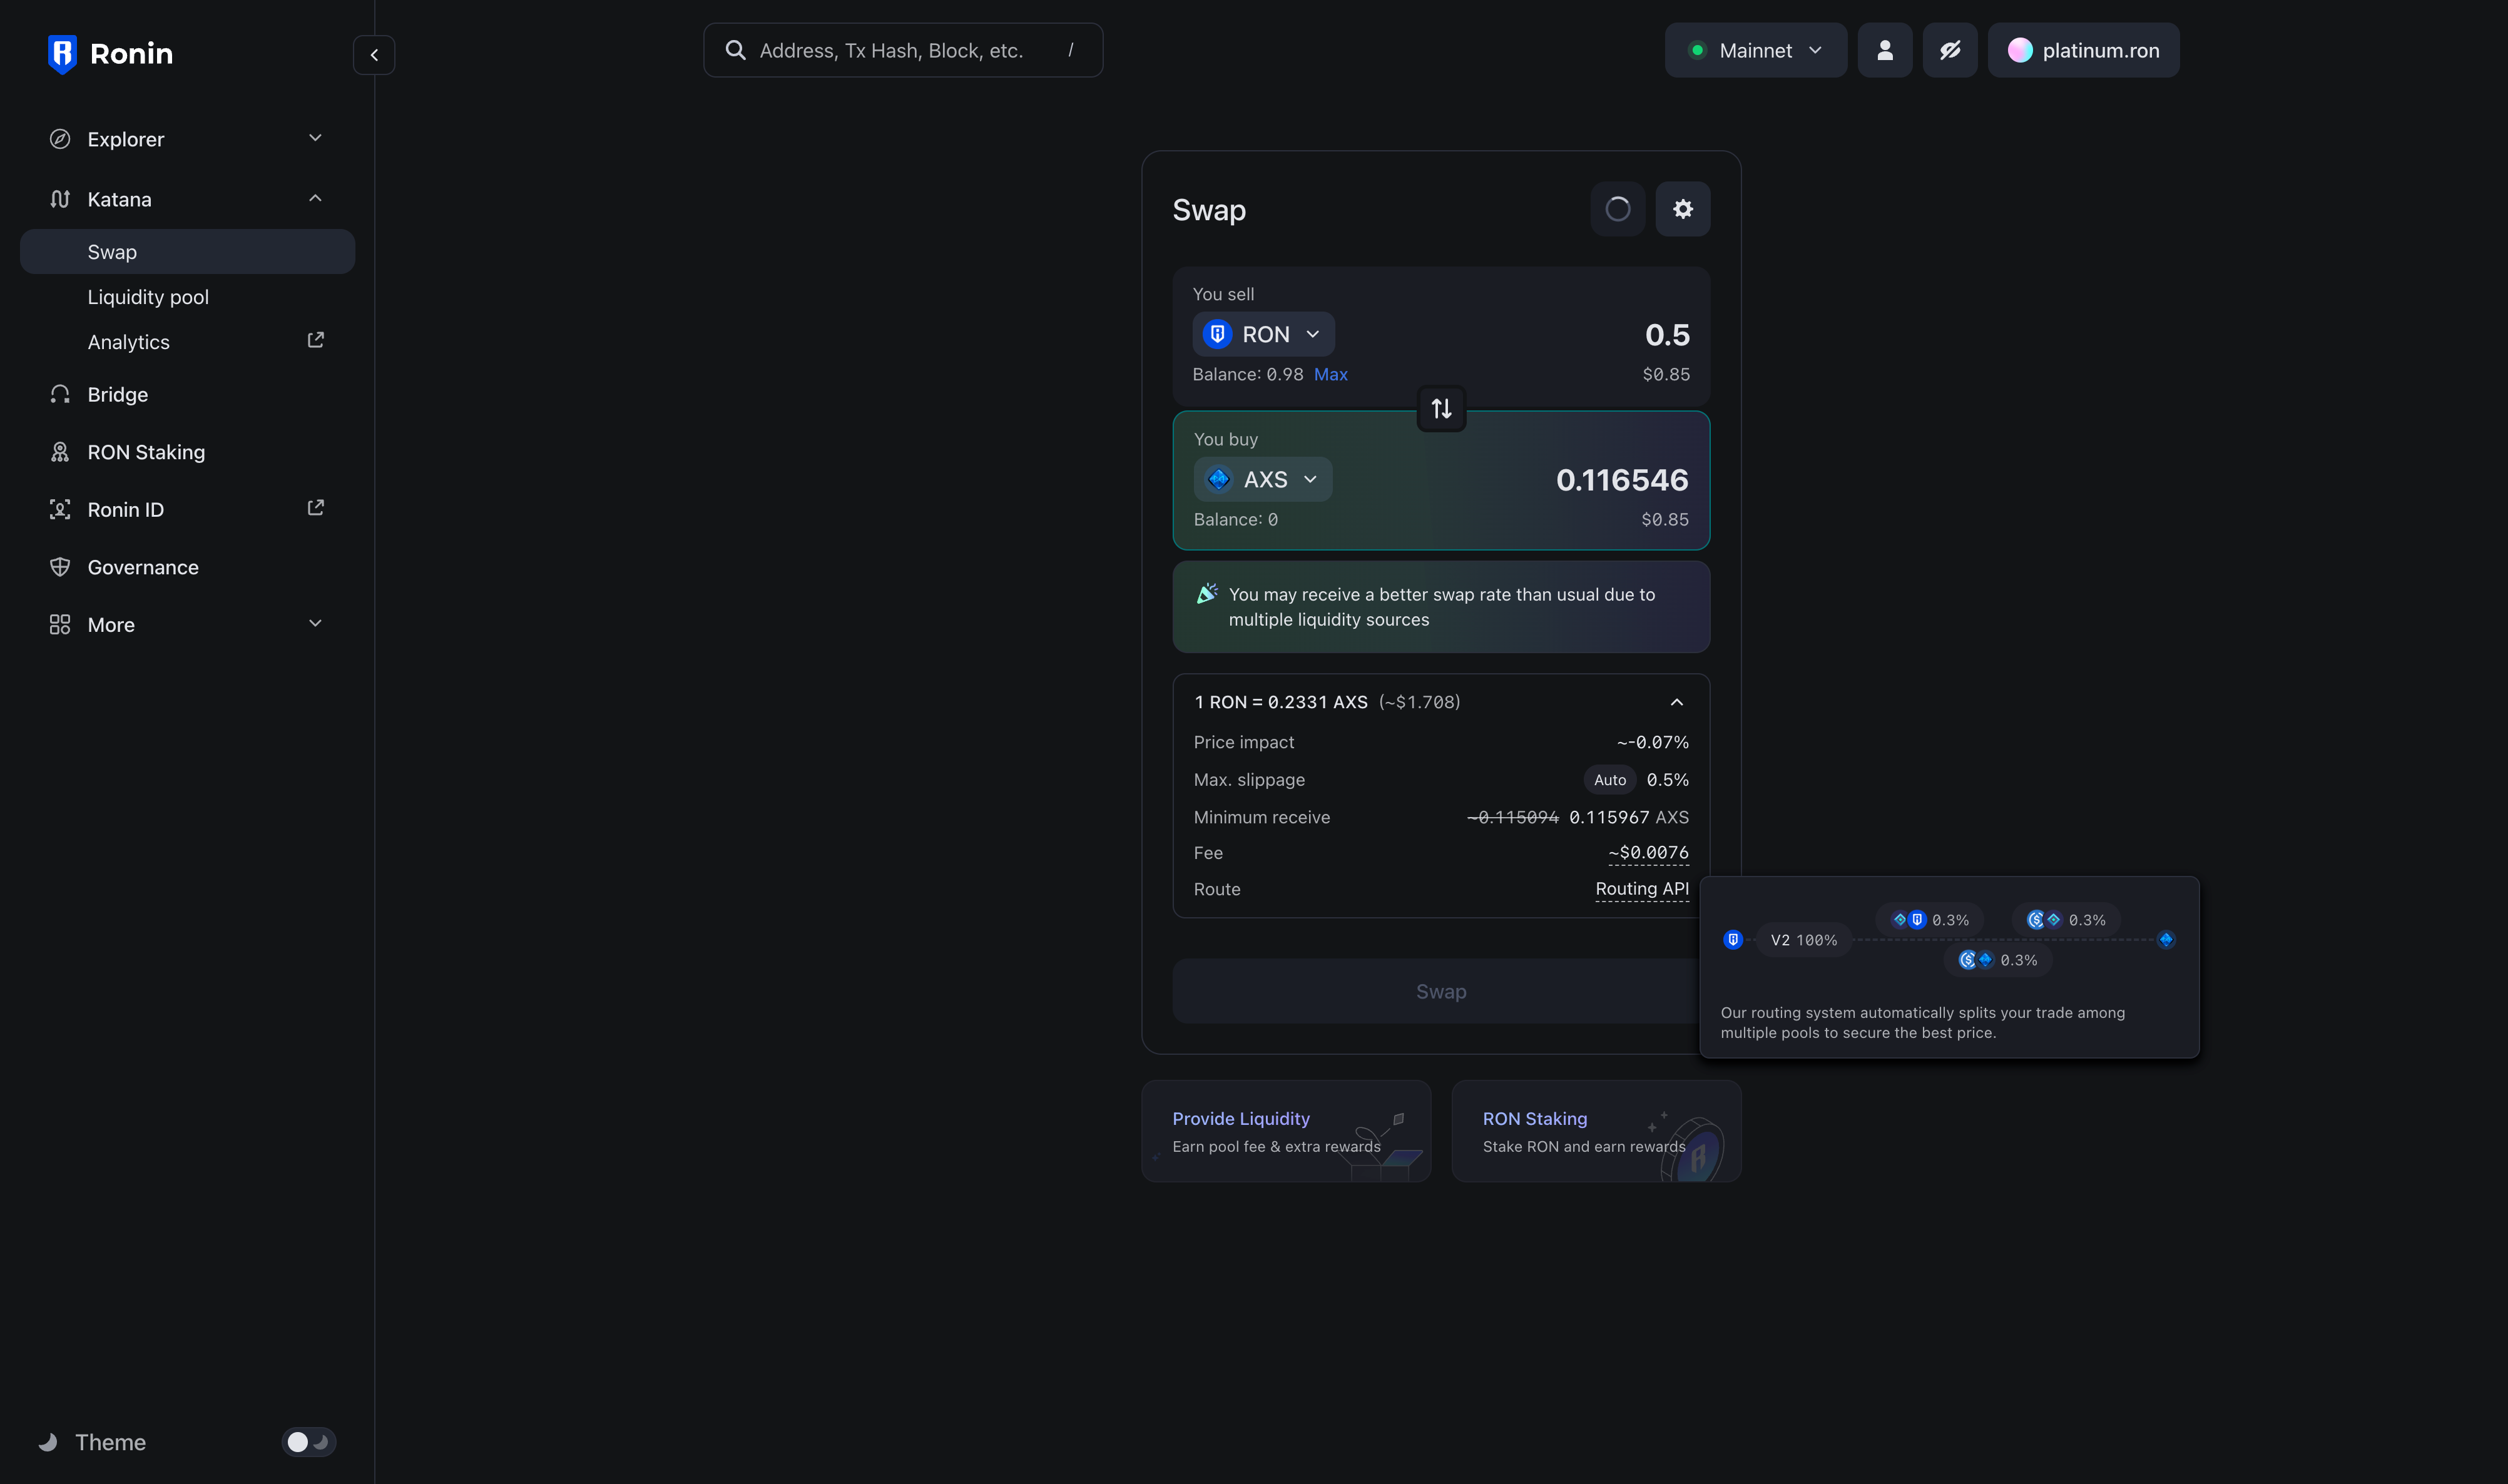 Ronin
Explorer
Katana
Swap
Liquidity pool
Analytics
Bridge
RON Staking
Ronin ID
Governance
More
Theme
Address, Tx Hash, Block, etc. /
Mainnet
platinum.ron
Swap
You sell
RON 0.5
Balance: 0.98 Max $0.85
You buy
AXS 0.116546
Balance: 0 $0.85
You may receive a better swap rate than usual due to
multiple liquidity sources
1 RON = 0.2331 AXS (~$1.708)
Price impact ~-0.07%
Max. slippage Auto 0.5%
Minimum receive ~0.115094 0.115967 AXS
Fee ~$0.0076
Route Routing API
V2 100% 0.3% 0.3%
0.3%
Our routing system automatically splits your trade among
multiple pools to secure the best price.
Swap
Provide Liquidity
Earn pool fee & extra rewards
RON Staking
Stake RON and earn rewards